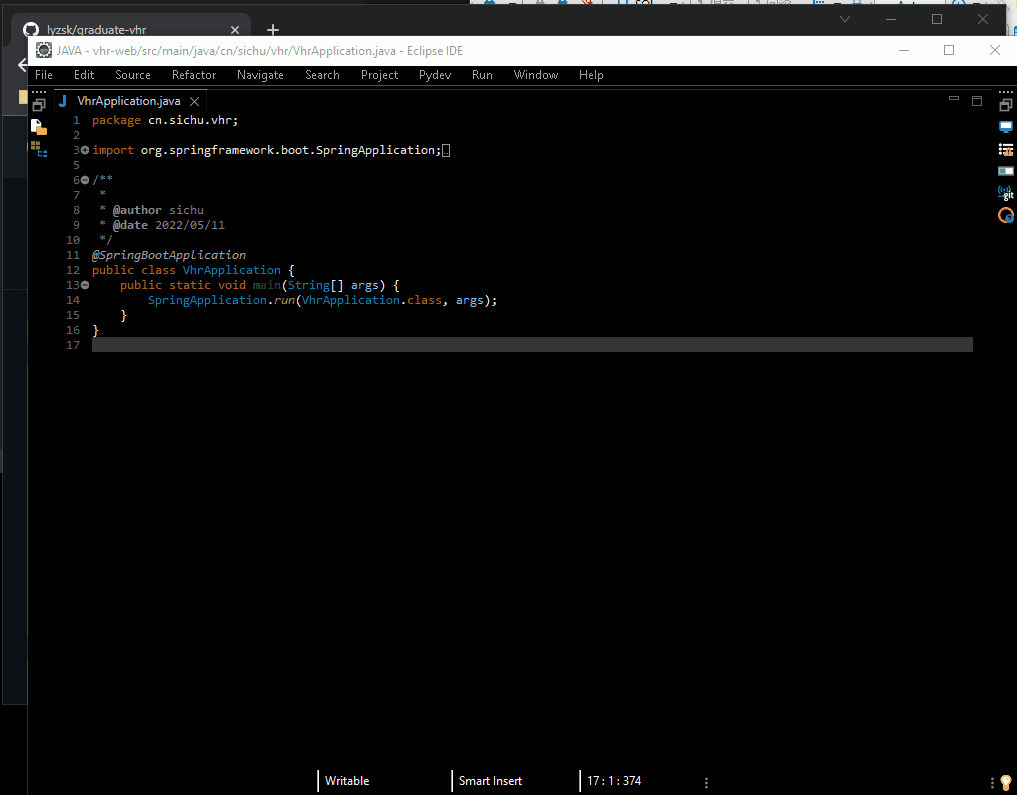 lyzsk/graduate-vhr
JAVA - vhr-web/src/main/java/cn/sichu/vhr/VhrApplication.java - Eclipse IDE
File Edit Source Refactor Navigate Search Project Pydev Run Window Help
VhrApplication.java
1 package cn.sichu.vhr;
2
3 import org.springframework.boot.SpringApplication;
5
6 /**
7 *
8 * @author sichu
9 * @date 2022/05/11
10 */
11 @SpringBootApplication
12 public class VhrApplication {
13 public static void main(String[] args) {
14 SpringApplication.run(VhrApplication.class, args);
15 }
16 }
17
git
Writable Smart Insert 17 : 1 : 374